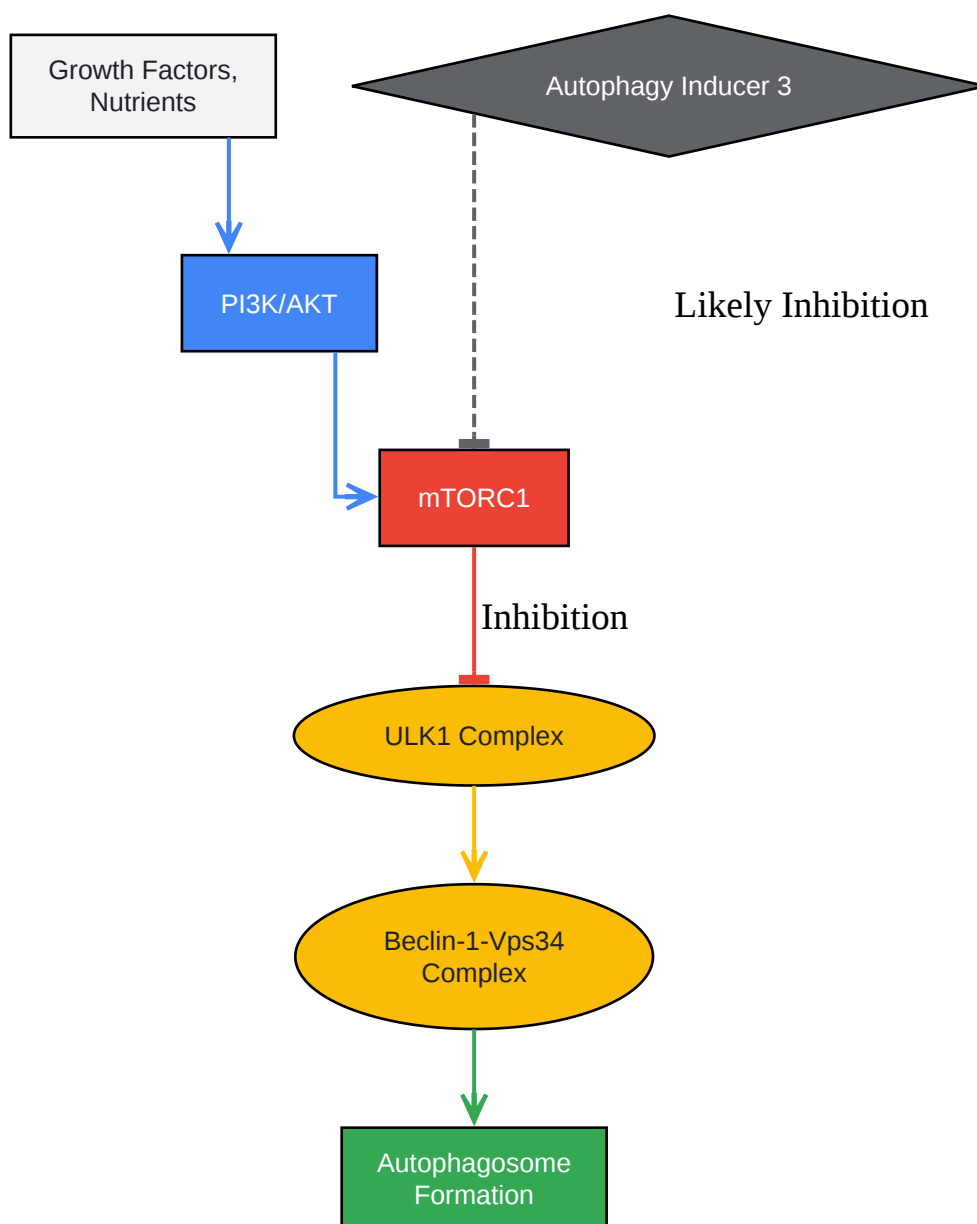 Growth Factors,
Nutrients
Autophagy Inducer 3
PI3K/AKT
Likely Inhibition
mTORC1
Inhibition
ULK1 Complex
Beclin-1-Vps34
Complex
Autophagosome
Formation